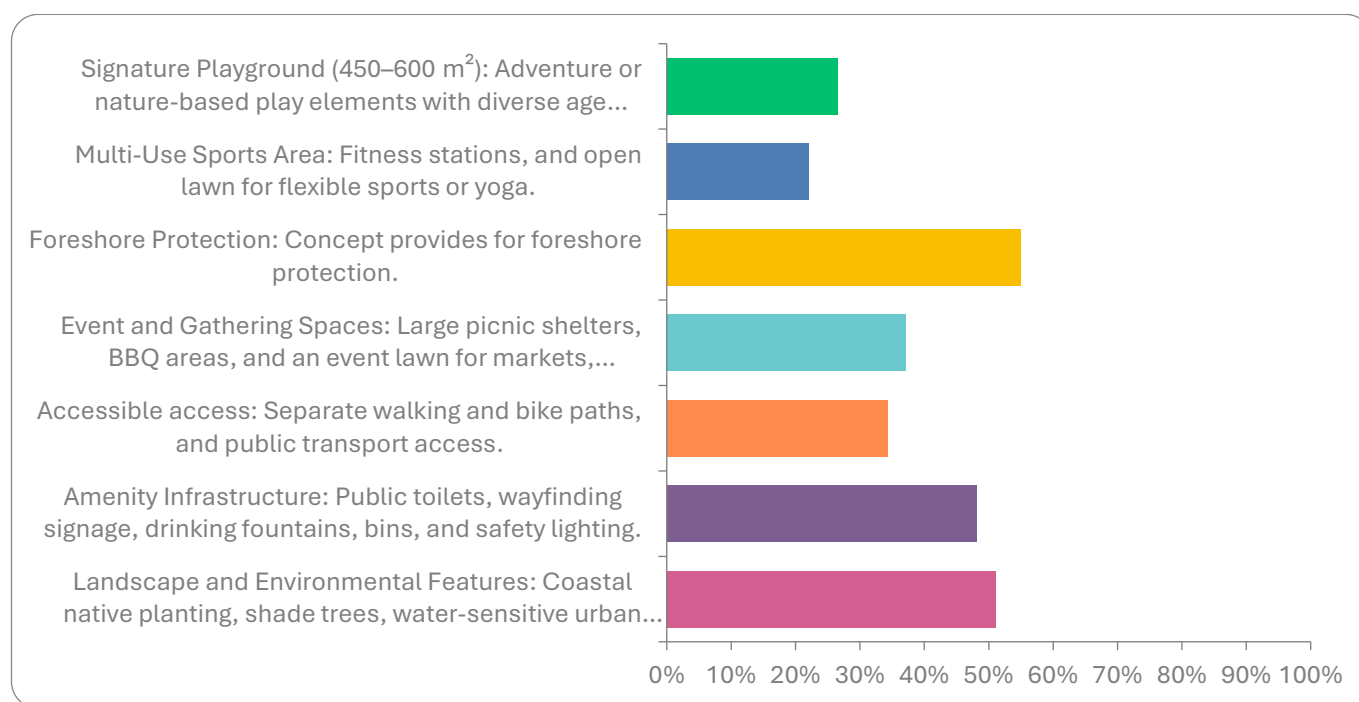 Signature Playground (450–600 m²): Adventure or
nature-based play elements with diverse age...
Multi-Use Sports Area: Fitness stations, and open
lawn for flexible sports or yoga.
Foreshore Protection: Concept provides for foreshore
protection.
Event and Gathering Spaces: Large picnic shelters,
BBQ areas, and an event lawn for markets,...
Accessible access: Separate walking and bike paths,
and public transport access.
Amenity Infrastructure: Public toilets, wayfinding
signage, drinking fountains, bins, and safety lighting.
Landscape and Environmental Features: Coastal
native planting, shade trees, water-sensitive urban...
0% 10% 20% 30% 40% 50% 60% 70% 80% 90% 100%